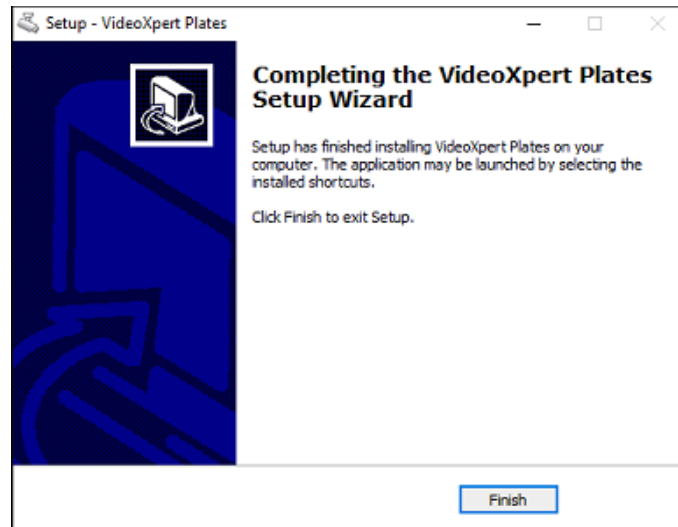 Setup - VideoXpert Plates
Completing the VideoXpert Plates
Setup Wizard
Setup has finished installing VideoXpert Plates on your
computer. The application may be launched by selecting the
installed shortcuts.
Click Finish to exit Setup.
Finish